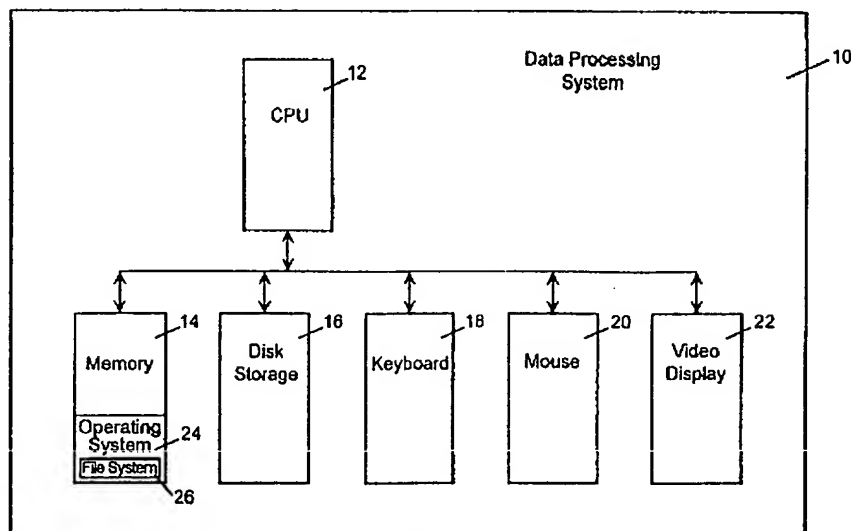 Data Processing
System
10
12
CPU
14
Memory
Operating
System
24
File System
26
16
Disk
Storage
18
Keyboard
20
Mouse
22
Video
Display